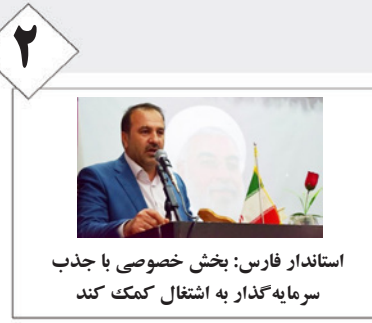 ۲
استاندار فارس: بخش خصوصی با جذب
سرمایه‌گذار به اشتغال کمک کند